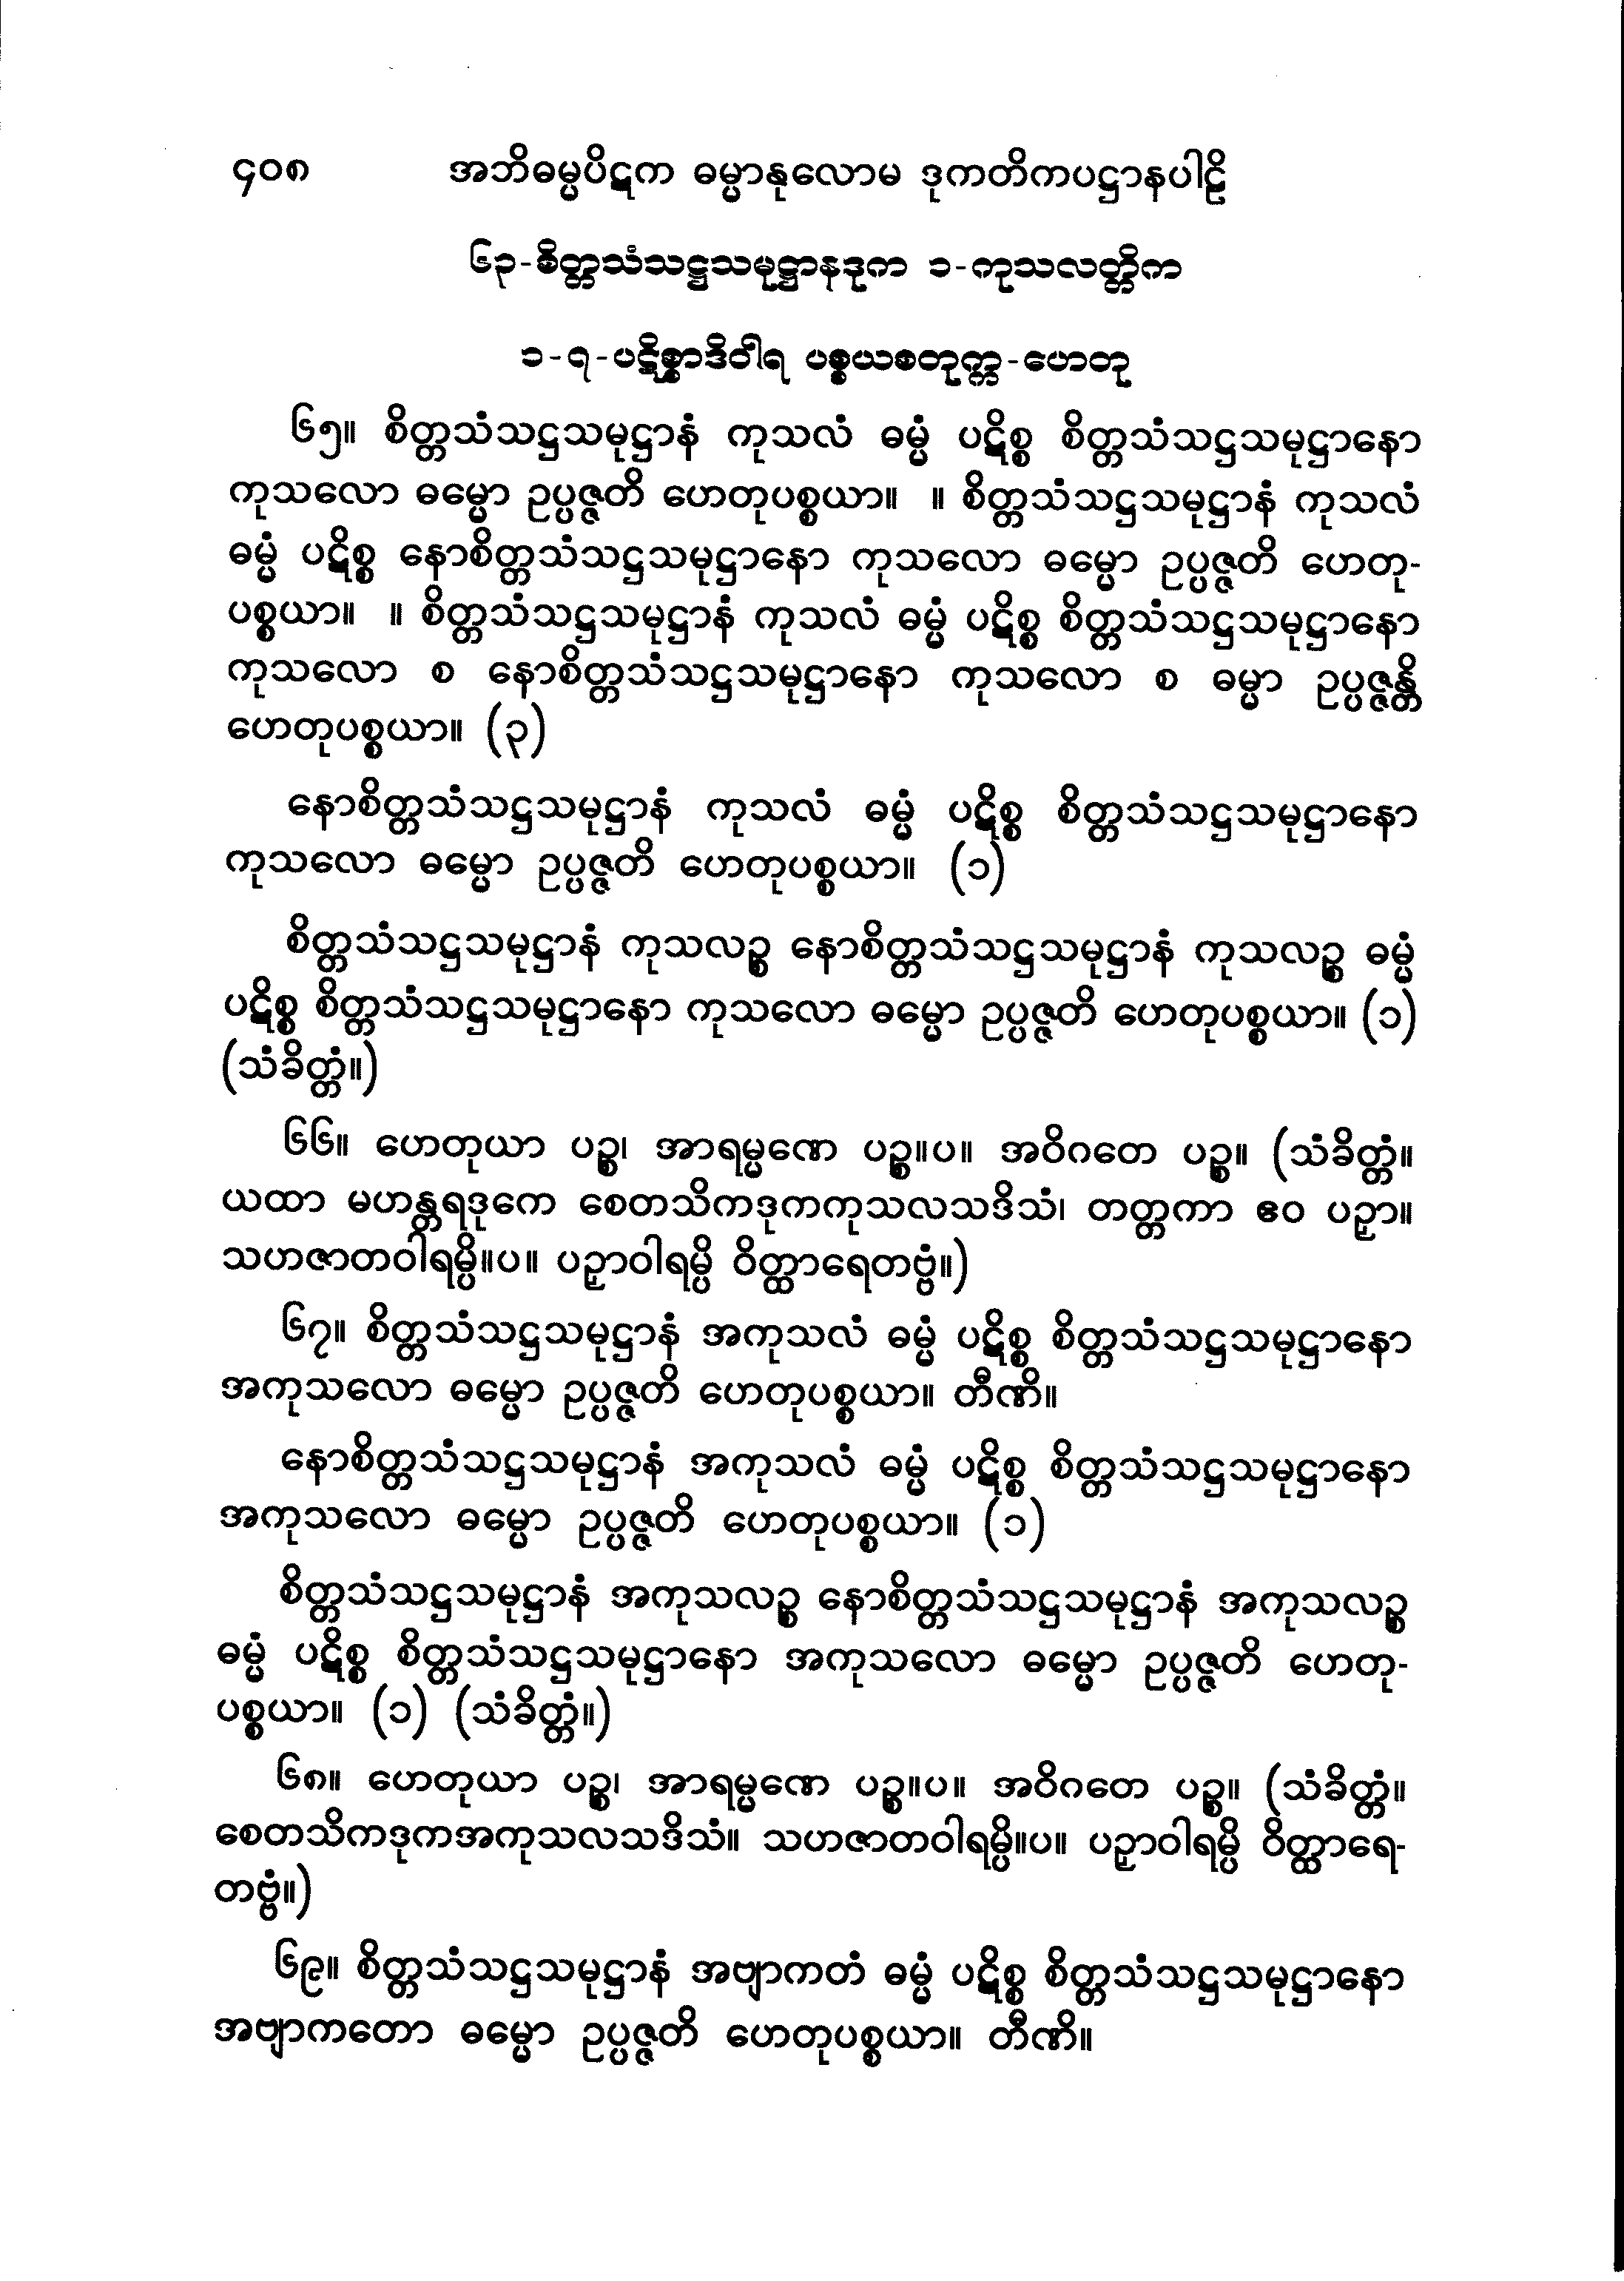 ၄၀၈ အဘိဓမ္မပိဋက ဓမ္မာနုလောမ ဒုကတိကပဋ္ဌာနပါဠိ
၆၃-စိတ္တသံသဋ္ဌသမုဋ္ဌာနဒုက ၁-ကုသလတ္တိက
၁-၇-ပဋိစ္စာဒိဝါရ ပစ္စယစတုက္က-ဟေတု
၆၅။ စိတ္တသံသဋ္ဌသမုဋ္ဌာနံ ကုသလံ ဓမ္မံ ပဋိစ္စ စိတ္တသံသဋ္ဌသမုဋ္ဌာနော
ကုသလော ဓမ္မော ဥပ္ပဇ္ဇတိ ဟေတုပစ္စယာ။ ။ စိတ္တသံသဋ္ဌသမုဋ္ဌာနံ ကုသလံ
ဓမ္မံ ပဋိစ္စ နောစိတ္တသံသဋ္ဌသမုဋ္ဌာနော ကုသလော ဓမ္မော ဥပ္ပဇ္ဇတိ ဟေတု-
ပစ္စယာ။ ။ စိတ္တသံသဋ္ဌသမုဋ္ဌာနံ ကုသလံ ဓမ္မံ ပဋိစ္စ စိတ္တသံသဋ္ဌသမုဋ္ဌာနော
ကုသလော စ နောစိတ္တသံသဋ္ဌသမုဋ္ဌာနော ကုသလော စ ဓမ္မာ ဥပ္ပဇ္ဇန္တိ
ဟေတုပစ္စယာ။ (၃)
နောစိတ္တသံသဋ္ဌသမုဋ္ဌာနံ ကုသလံ ဓမ္မံ ပဋိစ္စ စိတ္တသံသဋ္ဌသမုဋ္ဌာနော
ကုသလော ဓမ္မော ဥပ္ပဇ္ဇတိ ဟေတုပစ္စယာ။ (၁)
စိတ္တသံသဋ္ဌသမုဋ္ဌာနံ ကုသလဉ္စ နောစိတ္တသံသဋ္ဌသမုဋ္ဌာနံ ကုသလဉ္စ ဓမ္မံ
ပဋိစ္စ စိတ္တသံသဋ္ဌသမုဋ္ဌာနော ကုသလော ဓမ္မော ဥပ္ပဇ္ဇတိ ဟေတုပစ္စယာ။ (၁)
(သံခိတ္တံ။)
၆၆။ ဟေတုယာ ပဉ္စ၊ အာရမ္မဏေ ပဉ္စ။ပ။ အဝိဂတေ ပဉ္စ။ (သံခိတ္တံ။
ယထာ မဟန္တရဒုကေ စေတသိကဒုကကုသလသဒိသံ၊ တတ္တကာ ဧဝ ပဉှာ။
သဟဇာတဝါရမ္ပိ။ပ။ ပဉှာဝါရမ္ပိ ဝိတ္ထာရေတဗ္ဗံ။)
၆၇။ စိတ္တသံသဋ္ဌသမုဋ္ဌာနံ အကုသလံ ဓမ္မံ ပဋိစ္စ စိတ္တသံသဋ္ဌသမုဋ္ဌာနော
အကုသလော ဓမ္မော ဥပ္ပဇ္ဇတိ ဟေတုပစ္စယာ။ တီဏိ။
နောစိတ္တသံသဋ္ဌသမုဋ္ဌာနံ အကုသလံ ဓမ္မံ ပဋိစ္စ စိတ္တသံသဋ္ဌသမုဋ္ဌာနော
အကုသလော ဓမ္မော ဥပ္ပဇ္ဇတိ ဟေတုပစ္စယာ။ (၁)
စိတ္တသံသဋ္ဌသမုဋ္ဌာနံ အကုသလဉ္စ နောစိတ္တသံသဋ္ဌသမုဋ္ဌာနံ အကုသလဉ္စ
ဓမ္မံ ပဋိစ္စ စိတ္တသံသဋ္ဌသမုဋ္ဌာနော အကုသလော ဓမ္မော ဥပ္ပဇ္ဇတိ ဟေတု-
ပစ္စယာ။ (၁) (သံခိတ္တံ။)
၆၈။ ဟေတုယာ ပဉ္စ၊ အာရမ္မဏေ ပဉ္စ။ပ။ အဝိဂတေ ပဉ္စ။ (သံခိတ္တံ။
စေတသိကဒုကအကုသလသဒိသံ။ သဟဇာတဝါရမ္ပိ။ပ။ ပဉှာဝါရမ္ပိ ဝိတ္ထာရေ-
တဗ္ဗံ။)
၆၉။ စိတ္တသံသဋ္ဌသမုဋ္ဌာနံ အဗျာကတံ ဓမ္မံ ပဋိစ္စ စိတ္တသံသဋ္ဌသမုဋ္ဌာနော
အဗျာကတော ဓမ္မော ဥပ္ပဇ္ဇတိ ဟေတုပစ္စယာ။ တီဏိ။